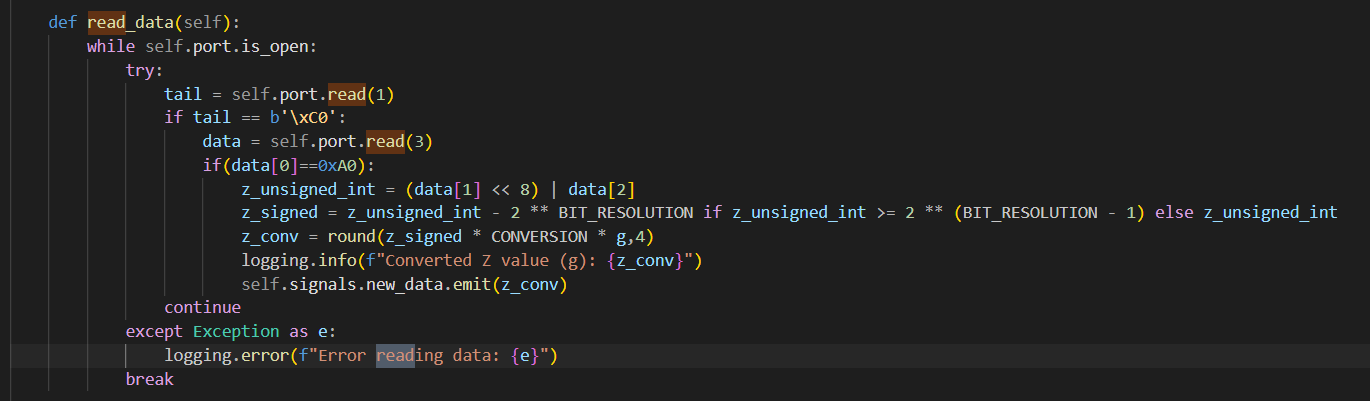 def read_data(self):
while self.port.is_open:
try:
tail = self.port.read(1)
if tail == b'\xC0':
data = self.port.read(3)
if(data[0]==0xA0):
z_unsigned_int = (data[1] << 8) | data[2]
z_signed = z_unsigned_int - 2 ** BIT_RESOLUTION if z_unsigned_int >= 2 ** (BIT_RESOLUTION - 1) else z_unsigned_int
z_conv = round(z_signed * CONVERSION * g,4)
logging.info(f"Converted Z value (g): {z_conv}")
self.signals.new_data.emit(z_conv)
continue
except Exception as e:
logging.error(f"Error reading data: {e}")
break